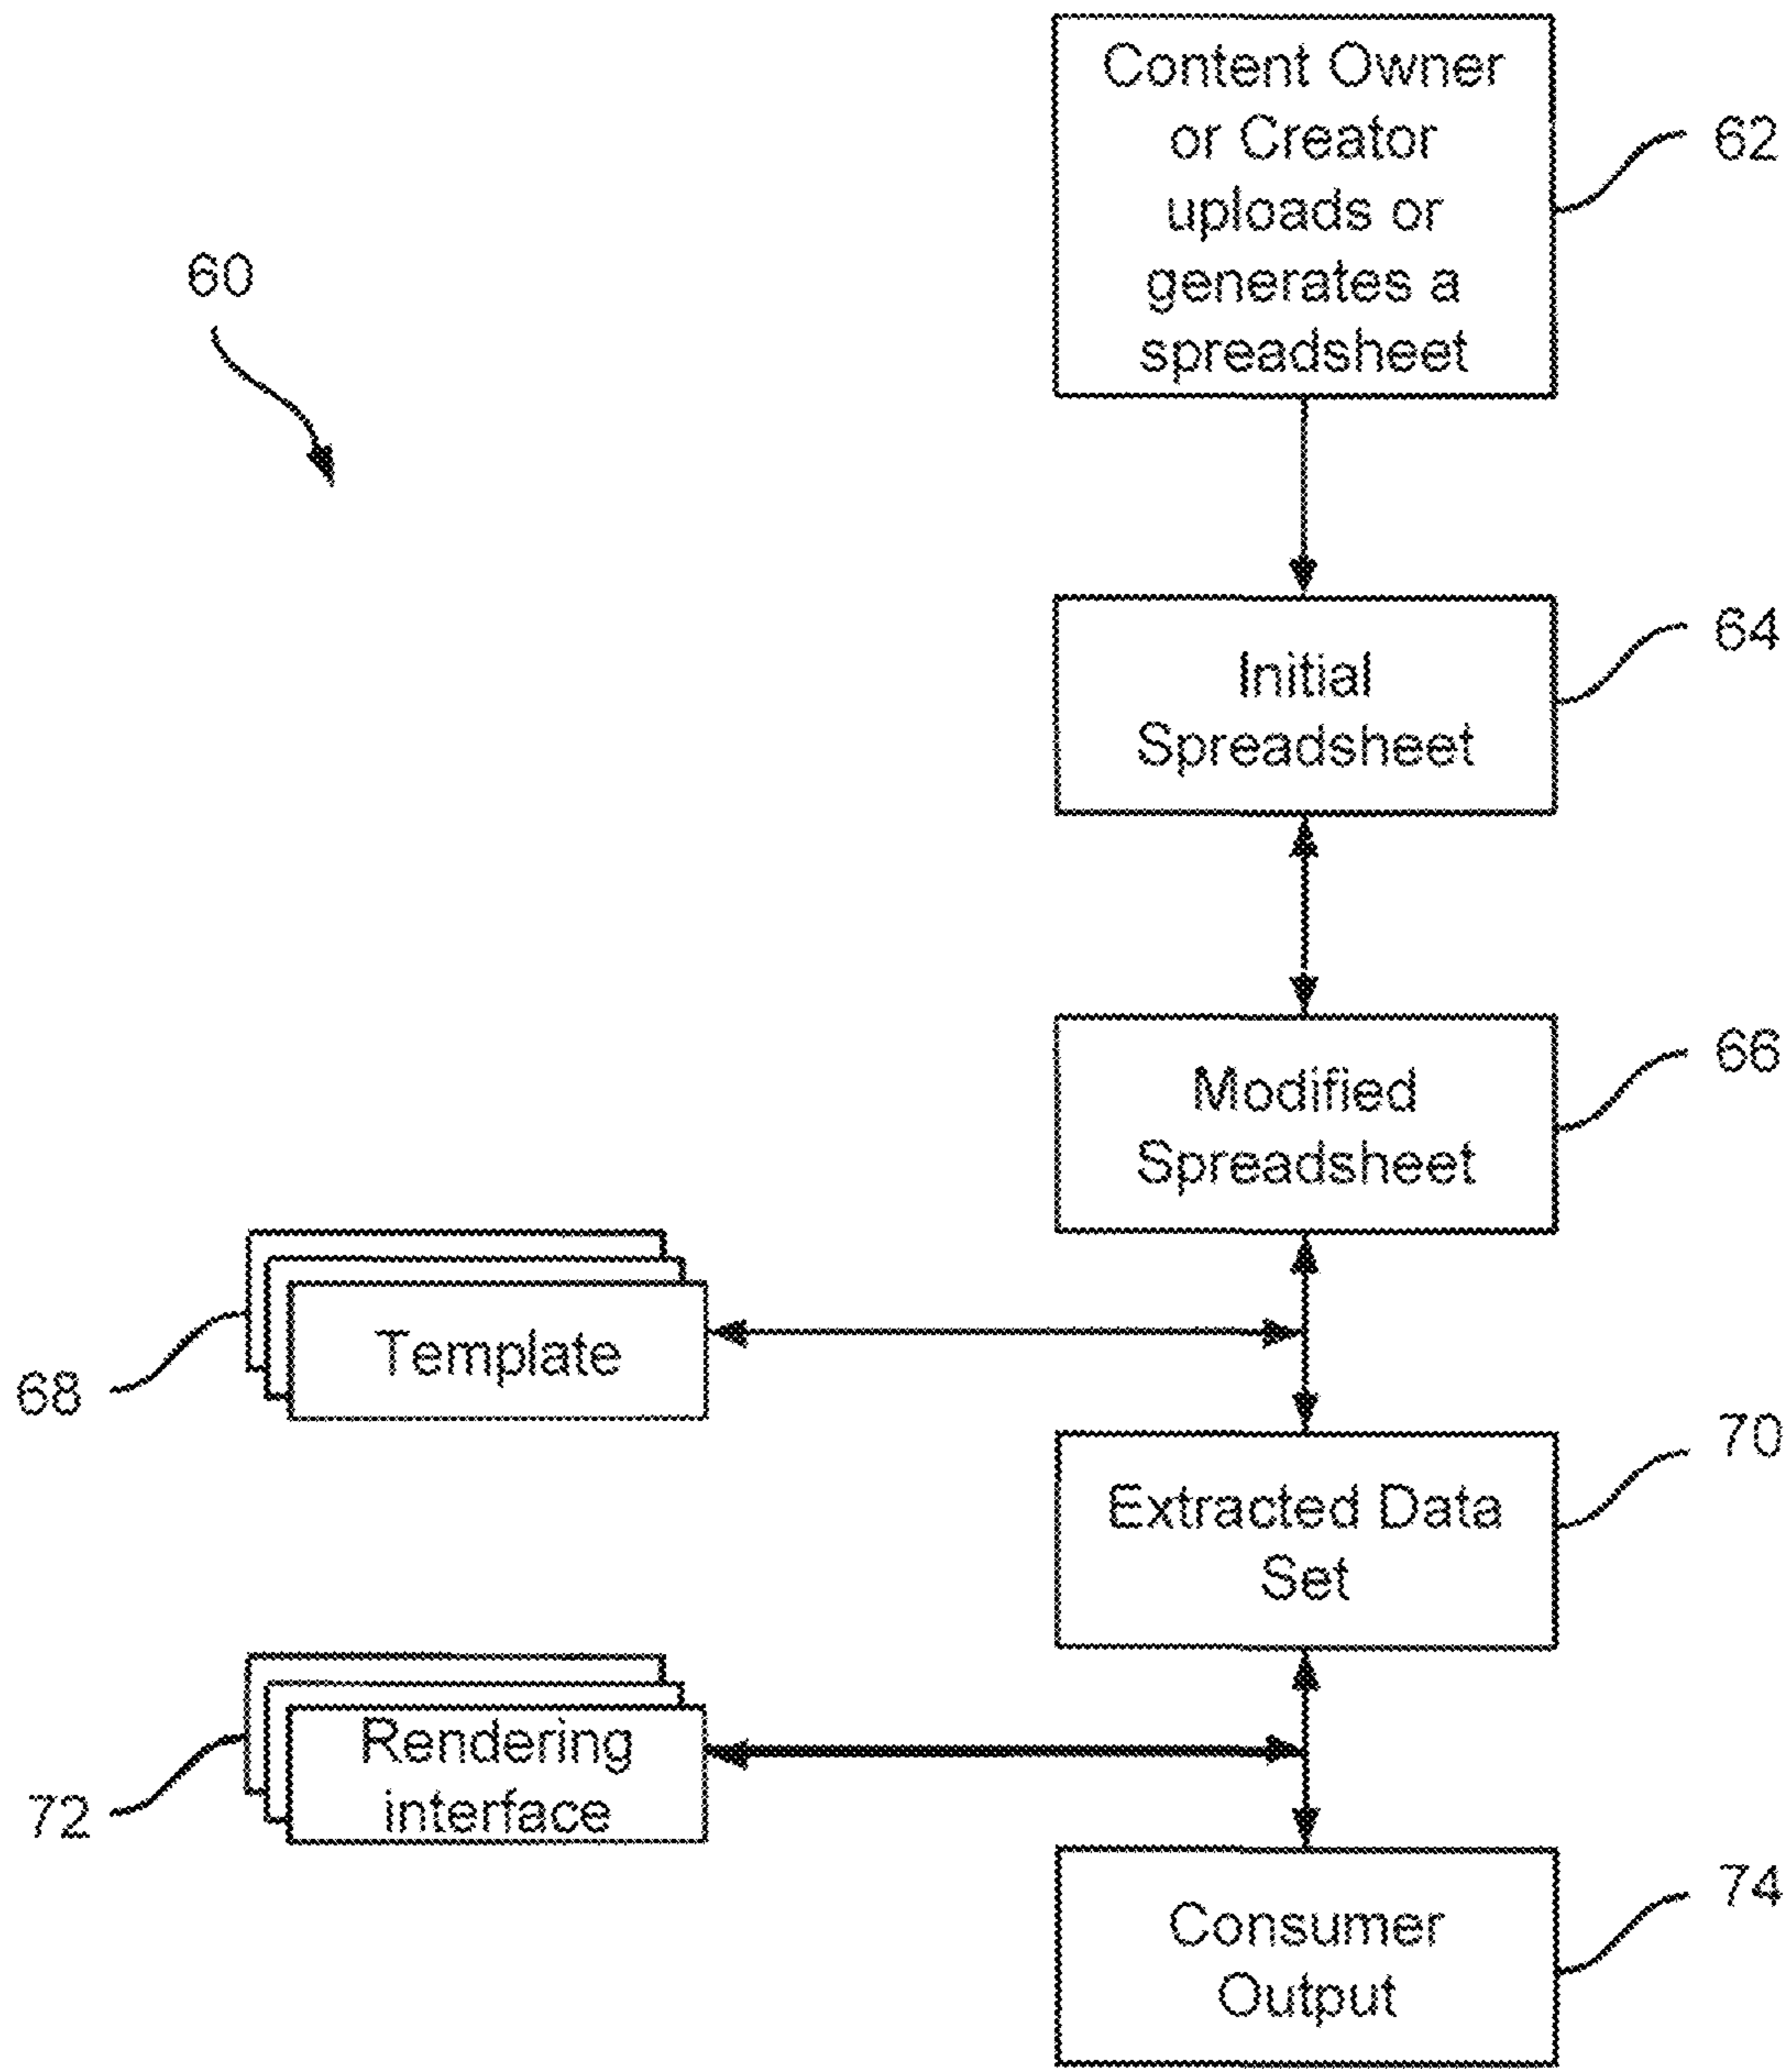 Content Owner
or Creator
uploads or
generates a
spreadsheet
62
60
Initial
Spreadsheet
64
Modified
Spreadsheet
66
Template
68
Extracted Data
Set
70
Rendering
interface
72
Consumer
Output
74